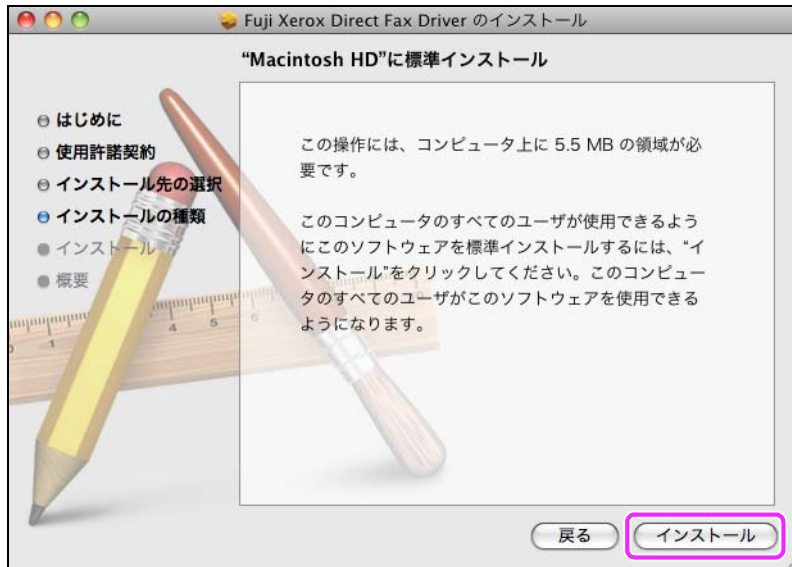 Fuji Xerox Direct Fax Driver のインストール
“Macintosh HD”に標準インストール
はじめに
使用許諾契約
インストール先の選択
インストールの種類
インストール
概要
この操作には、コンピュータ上に 5.5 MB の領域が必
要です。
このコンピュータのすべてのユーザが使用できるよう
にこのソフトウェアを標準インストールするには、“イ
ンストール”をクリックしてください。このコンピュー
タのすべてのユーザがこのソフトウェアを使用できる
ようになります。
1 4 5 6
戻る インストール